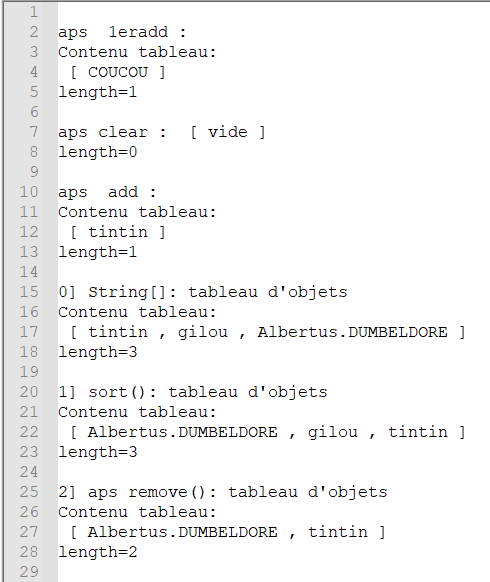 1
2 aps  1eradd :
3 Contenu tableau:
4  [ COUCOU ]
5 length=1
6
7 aps clear :  [ vide ]
8 length=0
9
10 aps  add :
11 Contenu tableau:
12  [ tintin ]
13 length=1
14
15 0] String[]: tableau d'objets
16 Contenu tableau:
17  [ tintin , gilou , Albertus.DUMBELDORE ]
18 length=3
19
20 1] sort(): tableau d'objets
21 Contenu tableau:
22  [ Albertus.DUMBELDORE , gilou , tintin ]
23 length=3
24
25 2] aps remove(): tableau d'objets
26 Contenu tableau:
27  [ Albertus.DUMBELDORE , tintin ]
28 length=2
29